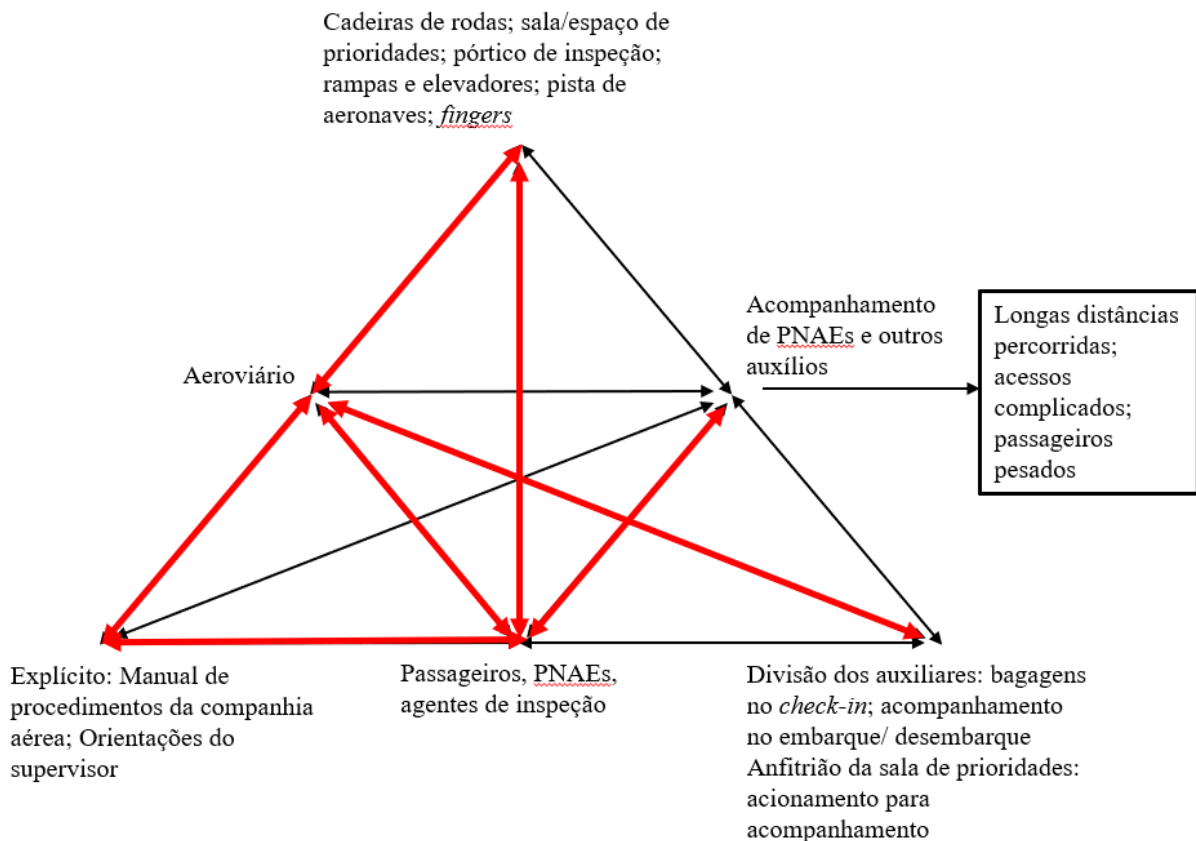 Cadeiras de rodas; sala/espaço de
prioridades; pórtico de inspeção;
rampas e elevadores; pista de
aeronaves; fingers
Aeroviário
Acompanhamento
de PNAEs e outros
auxílios
Longas distâncias
percorridas;
acessos
complicados;
passageiros
pesados
Explícito: Manual de
procedimentos da companhia
aérea; Orientações do
supervisor
Passageiros, PNAEs,
agentes de inspeção
Divisão dos auxiliares: bagagens
no check-in; acompanhamento
no embarque/ desembarque
Anfitrião da sala de prioridades:
acionamento para
acompanhamento